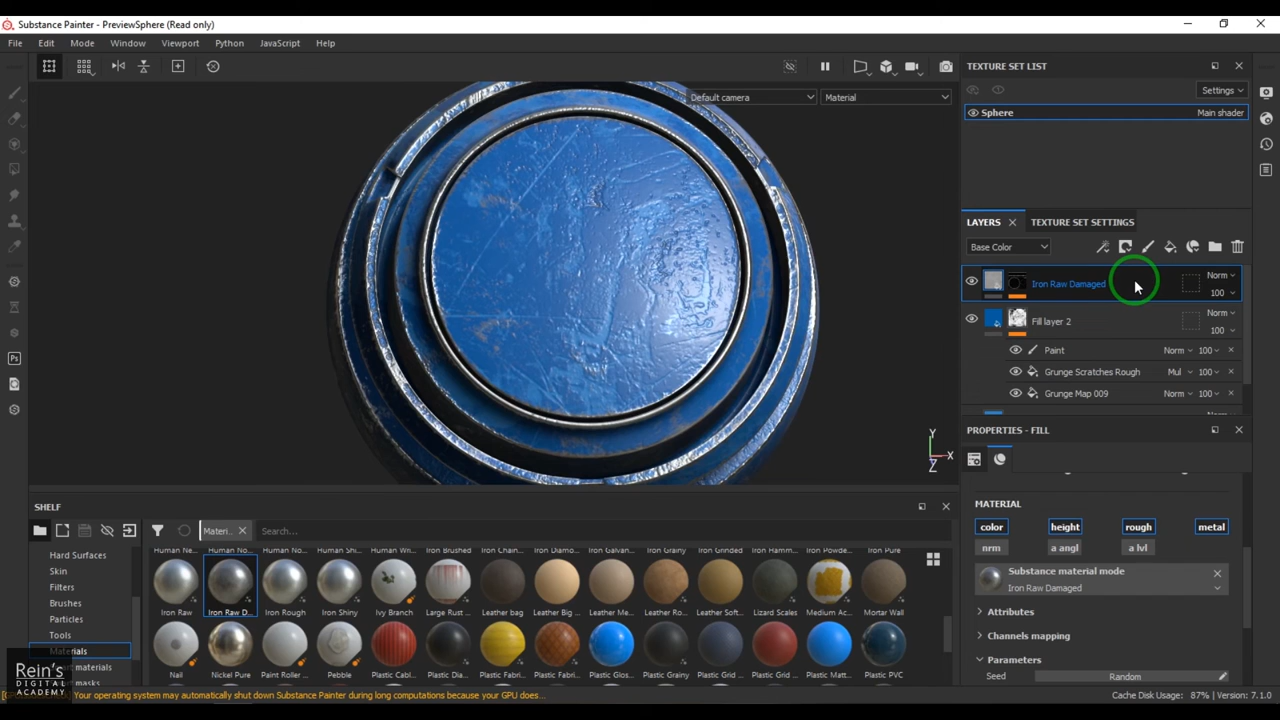 Substance Painter - PreviewSphere (Read only)
File Edit Mode Window Viewport Python JavaScript Help
TEXTURE SET LIST
Settings
Default camera
Material
Sphere
Main shader
LAYERS
TEXTURE SET SETTINGS
Base Color
Iron Raw Damaged
Norm
100
Fill layer 2
Norm
100
Paint Norm 100
Grunge Scratches Rough Mul 100
Grunge Map 009 Norm 100
PROPERTIES - FILL
Y
X
Z
MATERIAL
color height rough metal
nrm a angl a lvl
Substance material mode
Iron Raw Damaged
Attributes
Channels mapping
Parameters
Seed Random
SHELF
Materi...
Search...
Hard Surfaces
Skin
Filters
Brushes
Particles
Tools
Materials
art materials
art masks
Human Ne... Human No... Human No... Human Shi... Human Wri... Iron Brushed Iron Chain... Iron Diamo... Iron Galvan... Iron Grainy Iron Grinded Iron Hamm... Iron Powde... Iron Pure
Iron Raw Iron Raw D... Iron Rough Iron Shiny Ivy Branch Large Rust ... Leather bag Leather Big ... Leather Me... Leather Ro... Leather Soft... Lizard Scales Medium Ac... Mortar Wall
Nail Nickel Pure Paint Roller ... Pebble Plastic Cabl... Plastic Dia... Plastic Fabri... Plastic Fabri... Plastic Glos... Plastic Grainy Plastic Grid ... Plastic Grid ... Plastic Matt... Plastic PVC
Rein's
DIGITAL
ACADEMY
Your operating system may automatically shut down Substance Painter during long computations because your GPU does...
Cache Disk Usage: 87% | Version: 7.1.0